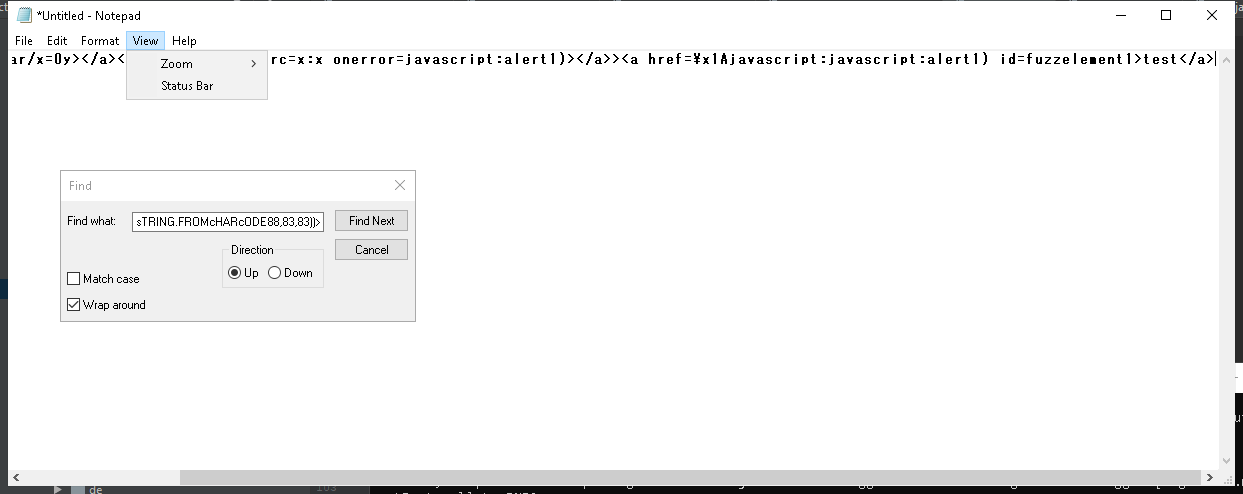 *Untitled - Notepad
File Edit Format View Help
ar/x=0y></a>< rc=x:x onerror=javascript:alert1)></a>><a href=¥x1Ajavascript:javascript:alert1) id=fuzzelement1>test</a>
Zoom
Status Bar
Find
Find what: sTRING.FROMcHARcODE88,83,83))> Find Next
Direction Cancel
Up Down
Match case
Wrap around
de 103